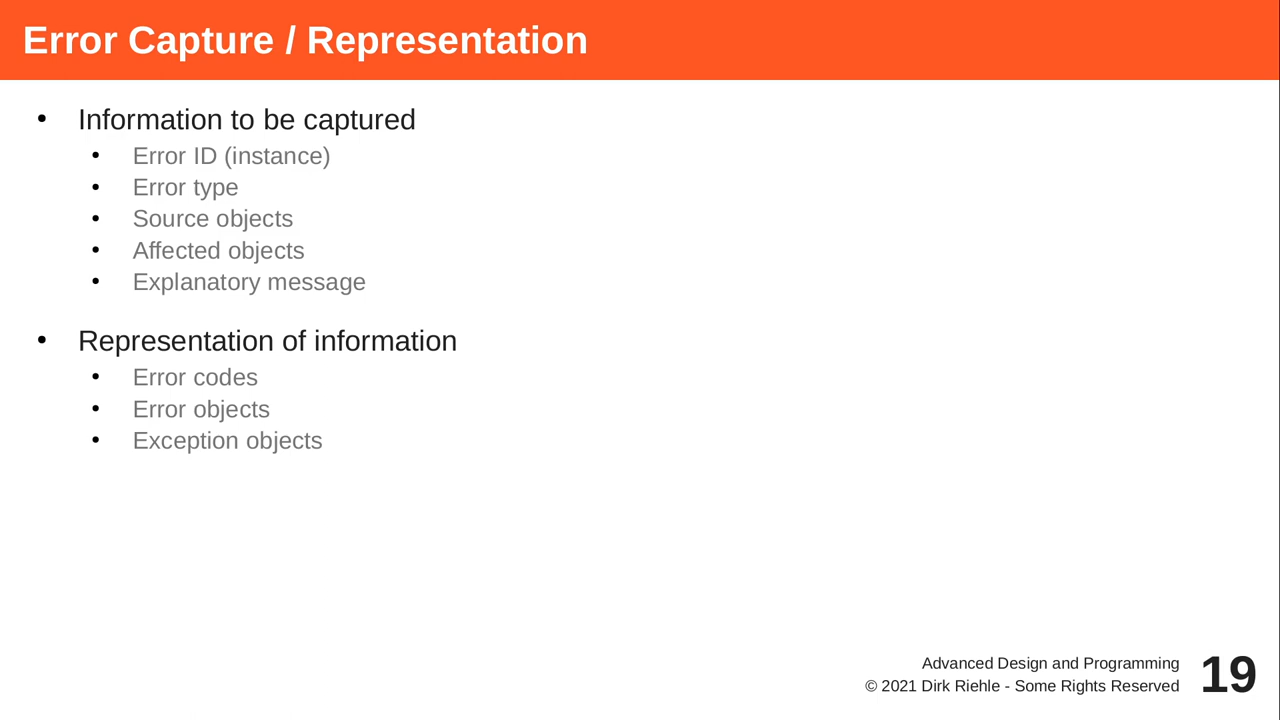 Error Capture / Representation
• Information to be captured
• Error ID (instance)
• Error type
• Source objects
• Affected objects
• Explanatory message
• Representation of information
• Error codes
• Error objects
• Exception objects
Advanced Design and Programming
© 2021 Dirk Riehle - Some Rights Reserved
19